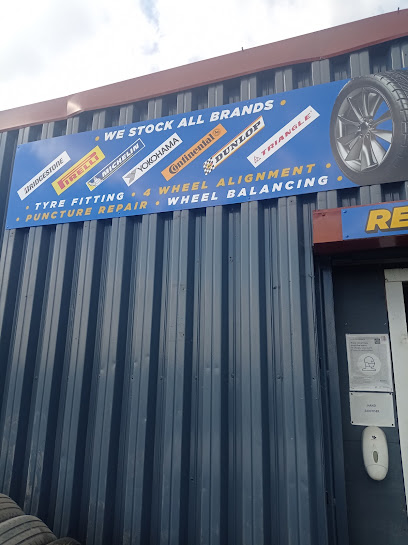 • WE STOCK ALL BRANDS •
BRIDGESTONE
PIRELLI
MICHELIN
YOKOHAMA
Continental
DUNLOP
TRIANGLE
• TYRE FITTING • 4 WHEEL ALIGNMENT •
• PUNCTURE REPAIR • WHEEL BALANCING •
RE